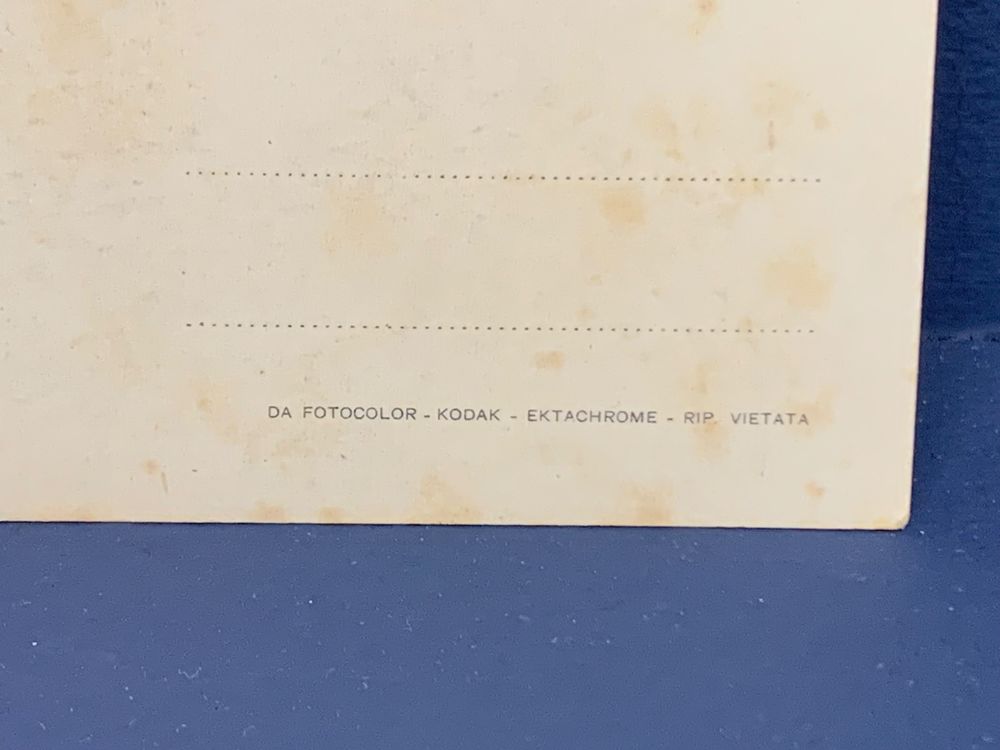 DA FOTOCOLOR - KODAK - EKTACHROME - RIP. VIETATA